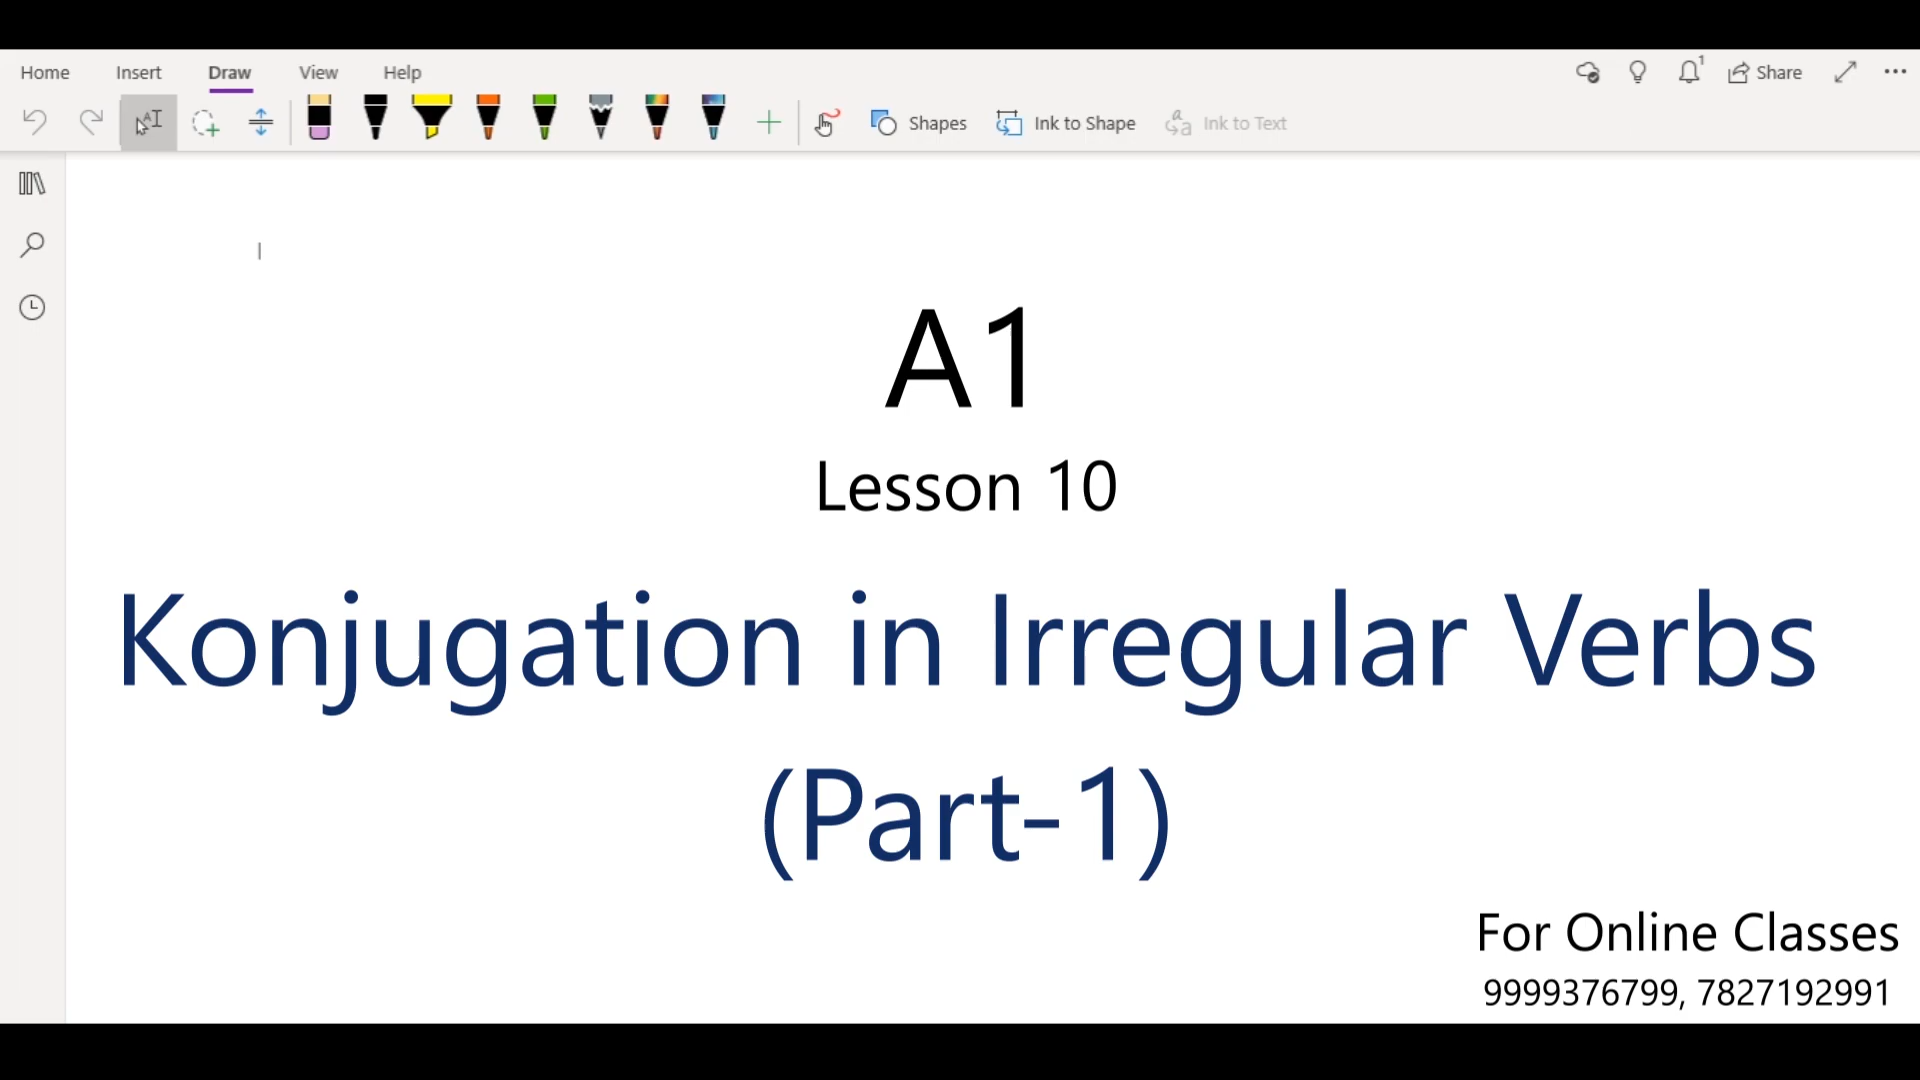 Home Insert Draw View Help
1 Share
Shapes Ink to Shape Ink to Text
A1
Lesson 10
Konjugation in Irregular Verbs
(Part-1)
For Online Classes
9999376799, 7827192991